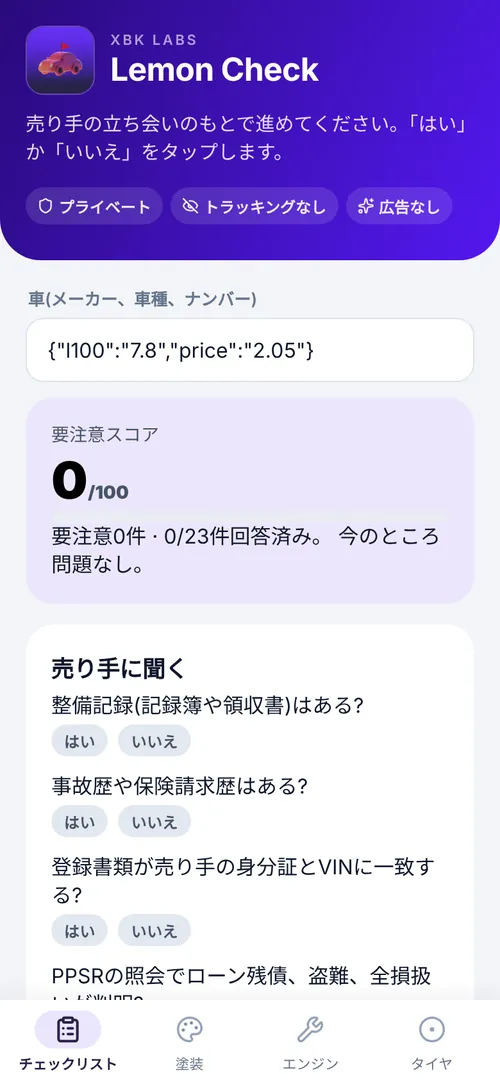 XBK LABS
Lemon Check
売り手の立ち会いのもとで進めてください。「はい」
か「いいえ」をタップします。
プライベート
トラッキングなし
広告なし
車(メーカー、車種、ナンバー)
{"l100":"7.8","price":"2.05"}
要注意スコア
0/100
要注意0件 · 0/23件回答済み。 今のところ
問題なし。
売り手に聞く
整備記録(記録簿や領収書)はある?
はい いいえ
事故歴や保険請求歴はある?
はい いいえ
登録書類が売り手の身分証とVINに一致す
る?
はい いいえ
PPSRの照会でローン残債、盗難、全損扱
チェックリスト
塗装
エンジン
タイヤ